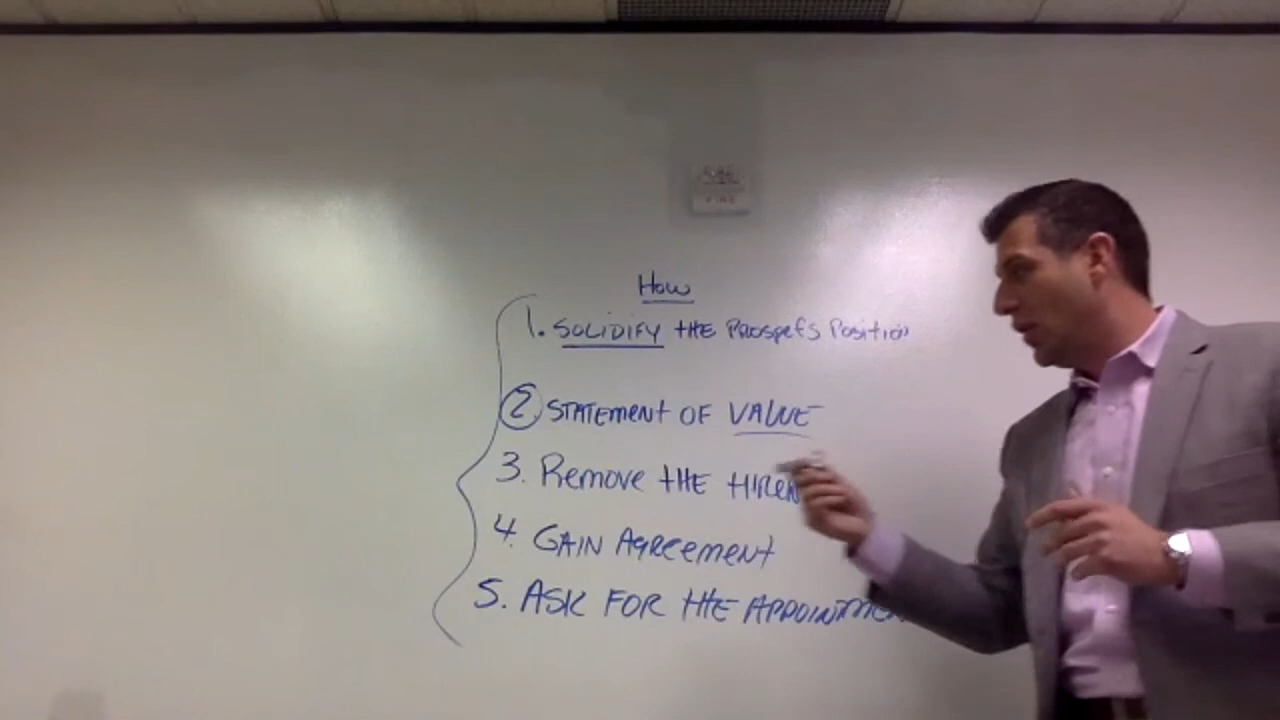 How
1. SOLIDIFY THE PROSPECTS POSITION
2 STATEMENT OF VALUE
3. Remove THE
4. GAIN AGREEMENT
5. ASK FOR THE